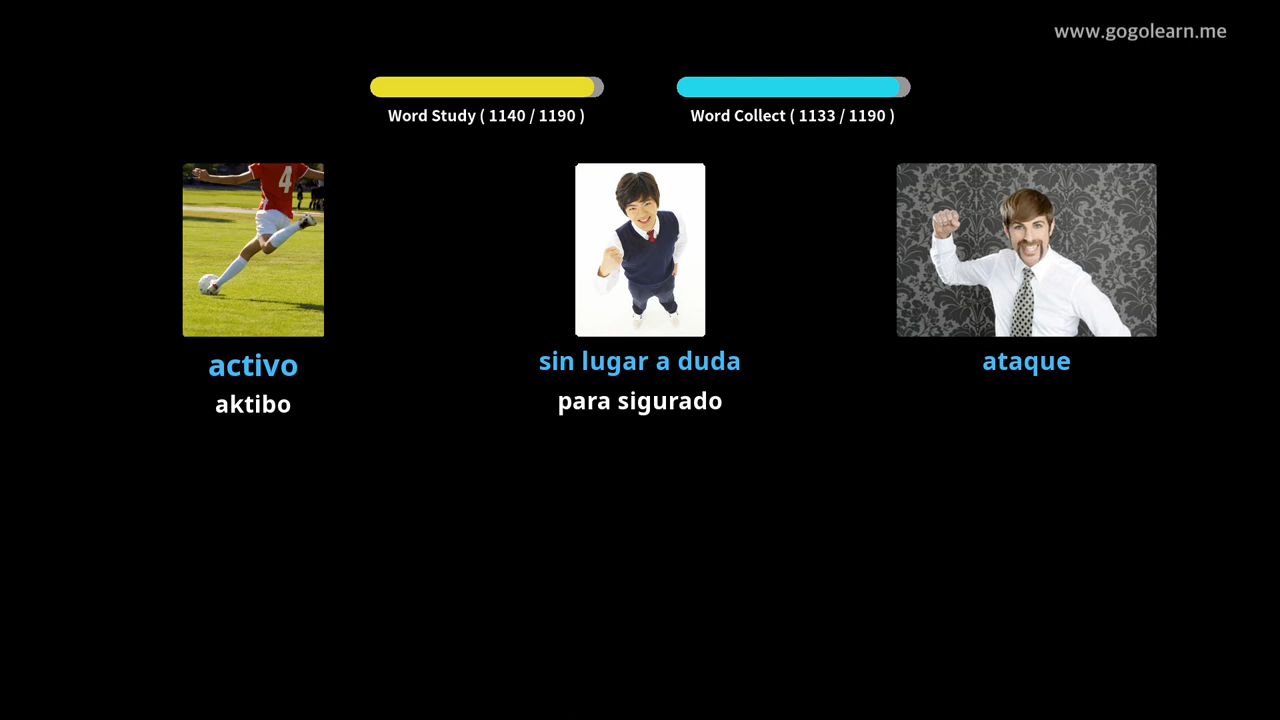 www.gogolearn.me
Word Study ( 1140 / 1190 )
Word Collect ( 1133 / 1190 )
4
activo
sin lugar a duda
ataque
aktibo
para sigurado